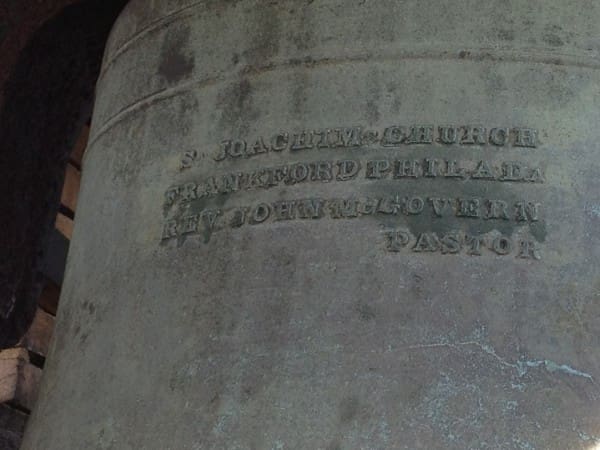 S. JOACHIM'S CHURCH
FRANKFORD PHILADA
REV. JOHN McGOVERN
PASTOR